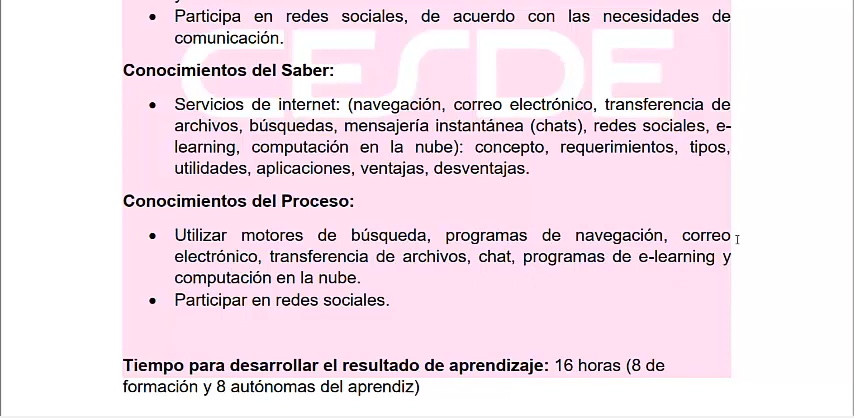 • Participa en redes sociales, de acuerdo con las necesidades de
comunicación.
CESDE
Conocimientos del Saber:
• Servicios de internet: (navegación, correo electrónico, transferencia de
archivos, búsquedas, mensajería instantánea (chats), redes sociales, e-
learning, computación en la nube): concepto, requerimientos, tipos,
utilidades, aplicaciones, ventajas, desventajas.
Conocimientos del Proceso:
• Utilizar motores de búsqueda, programas de navegación, correo
electrónico, transferencia de archivos, chat, programas de e-learning y
computación en la nube.
• Participar en redes sociales.
Tiempo para desarrollar el resultado de aprendizaje: 16 horas (8 de
formación y 8 autónomas del aprendiz)